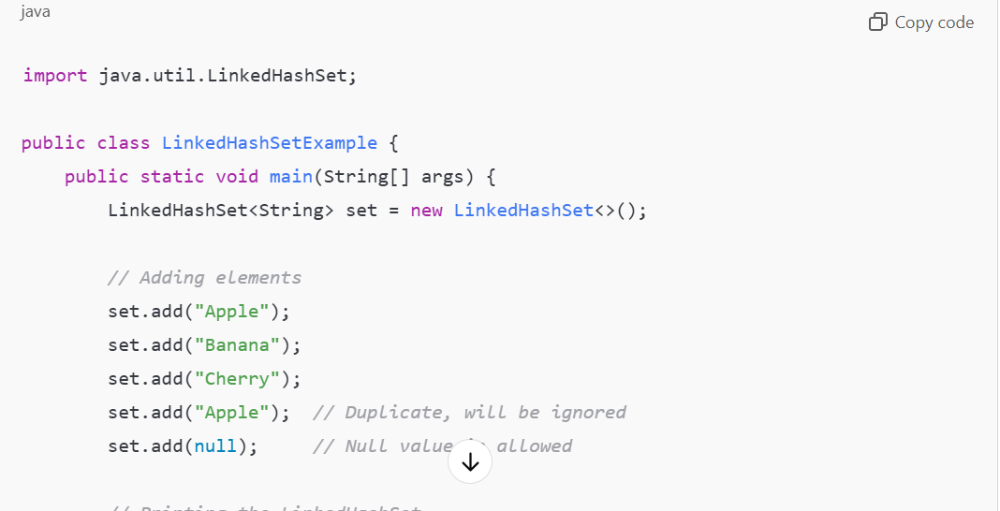 java
Copy code
import java.util.LinkedHashSet;
public class LinkedHashSetExample {
    public static void main(String[] args) {
        LinkedHashSet<String> set = new LinkedHashSet<>();
        // Adding elements
        set.add("Apple");
        set.add("Banana");
        set.add("Cherry");
        set.add("Apple");  // Duplicate, will be ignored
        set.add(null);     // Null value allowed
        // Printing the LinkedHashSet